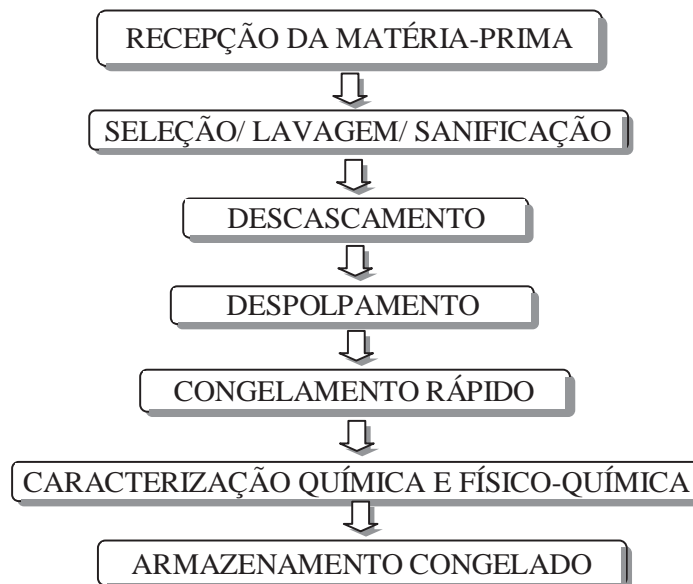 RECEPÇÃO DA MATÉRIA-PRIMA
SELEÇÃO/ LAVAGEM/ SANIFICAÇÃO
DESCASCAMENTO
DESPOLPAMENTO
CONGELAMENTO RÁPIDO
CARACTERIZAÇÃO QUÍMICA E FÍSICO-QUÍMICA
ARMAZENAMENTO CONGELADO